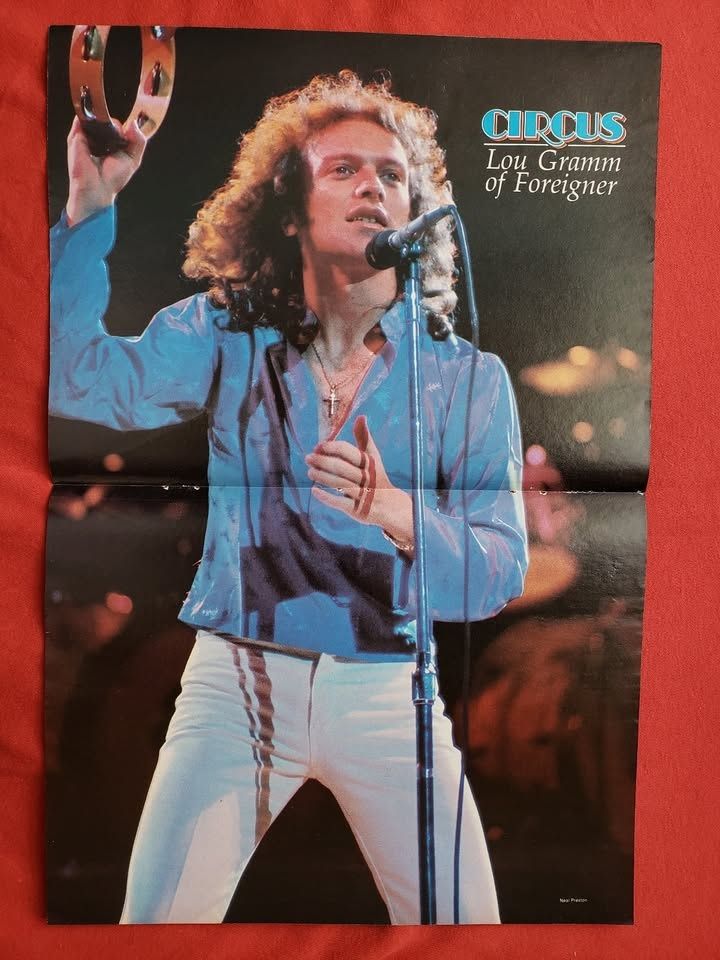 CIRCUS
Lou Gramm
of Foreigner
Neal Preston